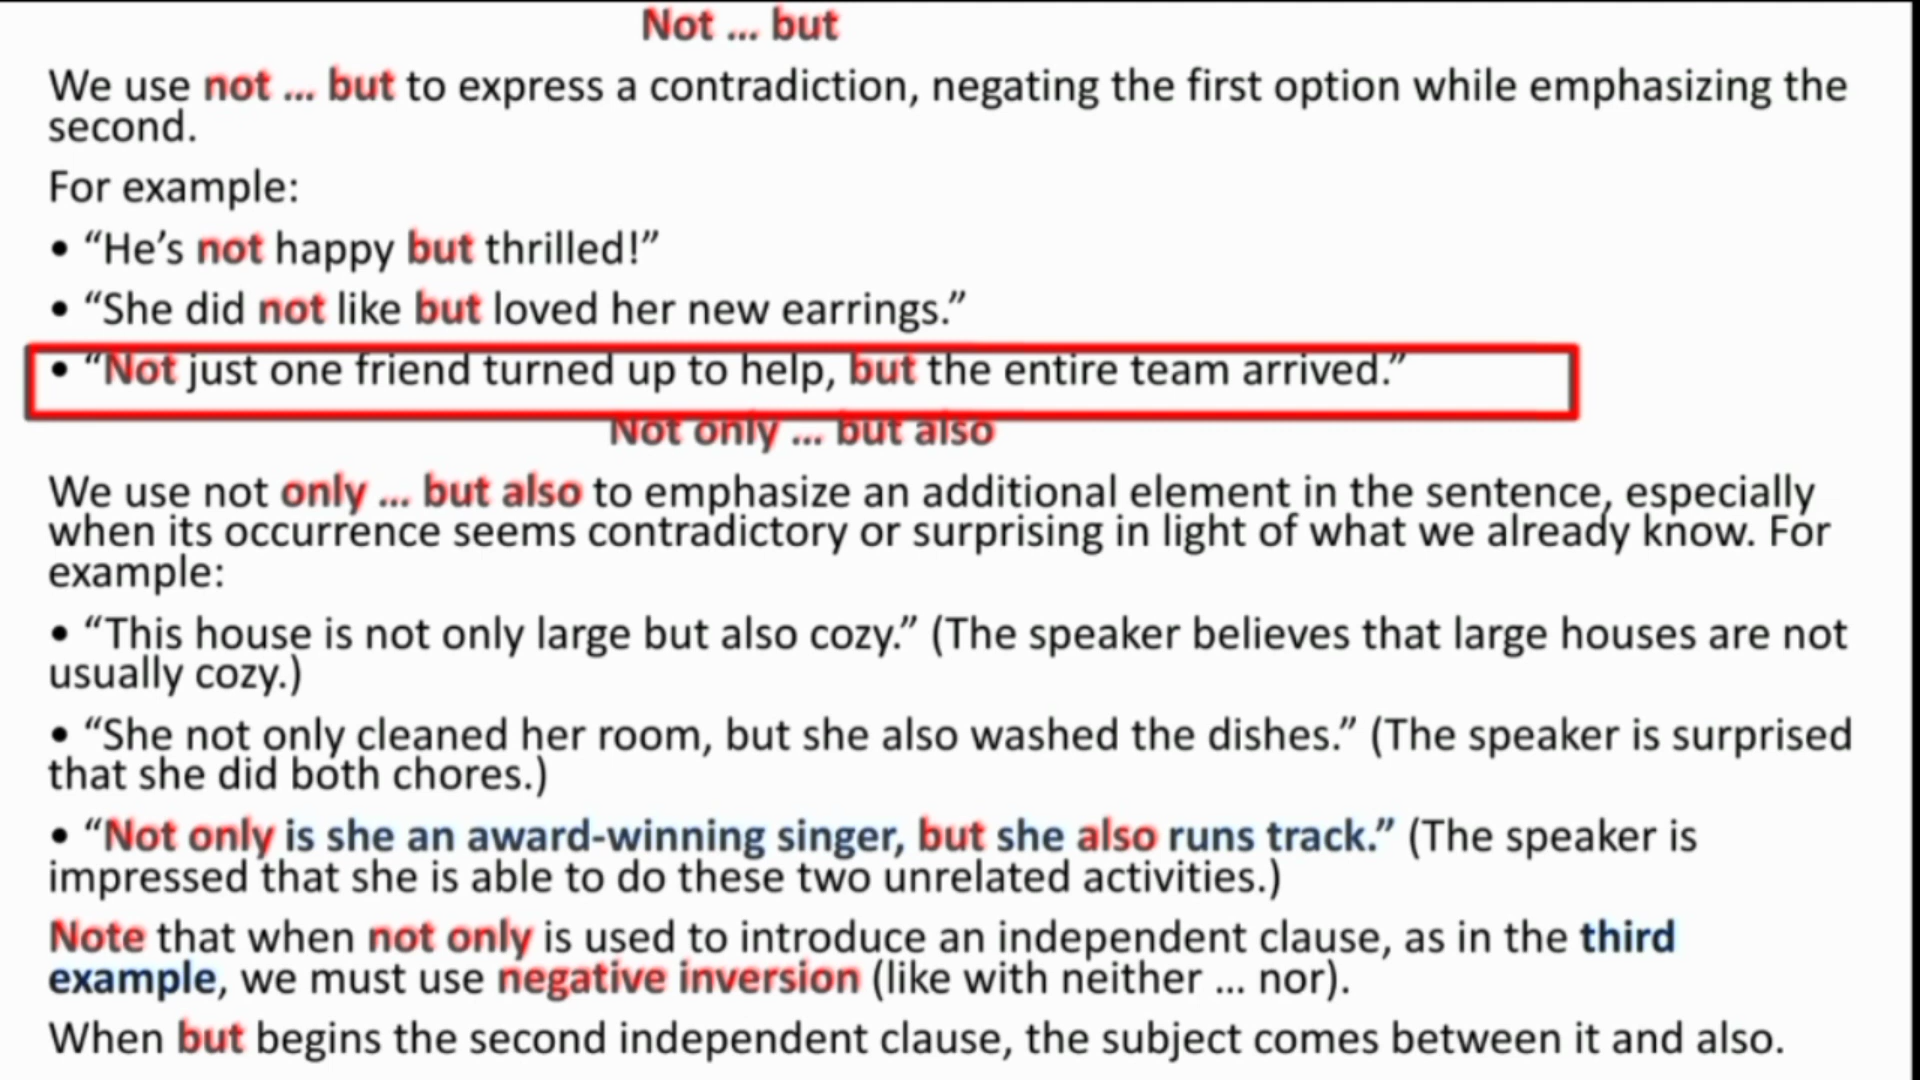 Not ... but
We use not ... but to express a contradiction, negating the first option while emphasizing the
second.
For example:
• “He’s not happy but thrilled!”
• “She did not like but loved her new earrings.”
• “Not just one friend turned up to help, but the entire team arrived.”
Not only ... but also
We use not only ... but also to emphasize an additional element in the sentence, especially
when its occurrence seems contradictory or surprising in light of what we already know. For
example:
• “This house is not only large but also cozy.” (The speaker believes that large houses are not
usually cozy.)
• “She not only cleaned her room, but she also washed the dishes.” (The speaker is surprised
that she did both chores.)
• “Not only is she an award-winning singer, but she also runs track.” (The speaker is
impressed that she is able to do these two unrelated activities.)
Note that when not only is used to introduce an independent clause, as in the third
example, we must use negative inversion (like with neither ... nor).
When but begins the second independent clause, the subject comes between it and also.